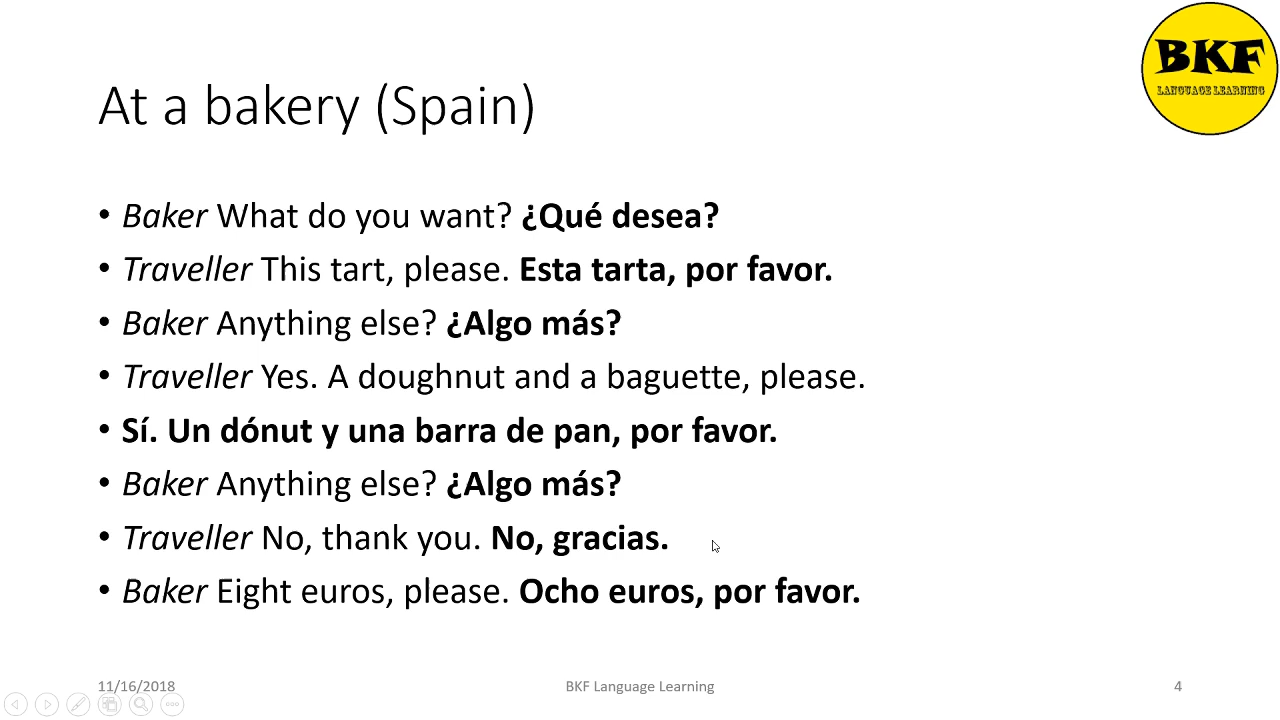 BKF
LANGUAGE LEARNING
At a bakery (Spain)
• Baker What do you want? ¿Qué desea?
• Traveller This tart, please. Esta tarta, por favor.
• Baker Anything else? ¿Algo más?
• Traveller Yes. A doughnut and a baguette, please.
• Sí. Un dónut y una barra de pan, por favor.
• Baker Anything else? ¿Algo más?
• Traveller No, thank you. No, gracias.
• Baker Eight euros, please. Ocho euros, por favor.
11/16/2018
BKF Language Learning
4